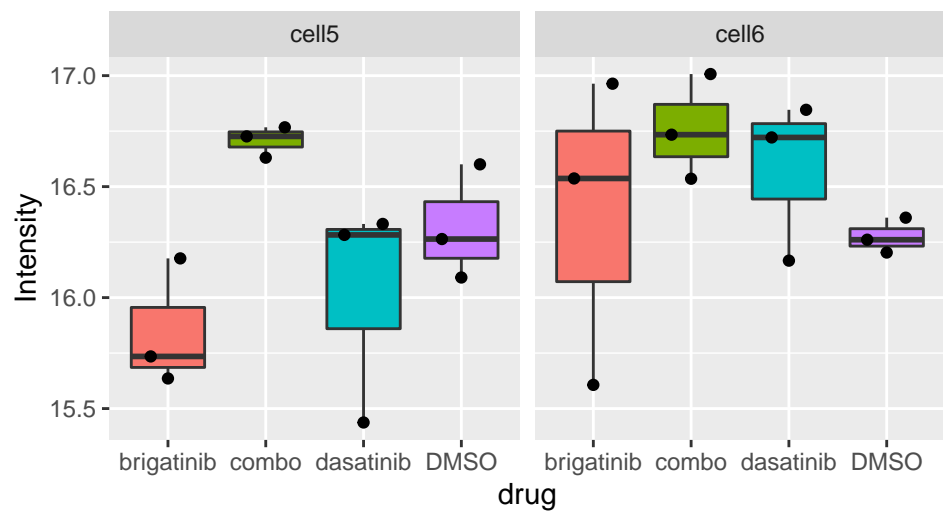 cell5 cell6
17.0
16.5
16.0
15.5
Intensity
brigatinib combo dasatinib DMSO brigatinib combo dasatinib DMSO
drug